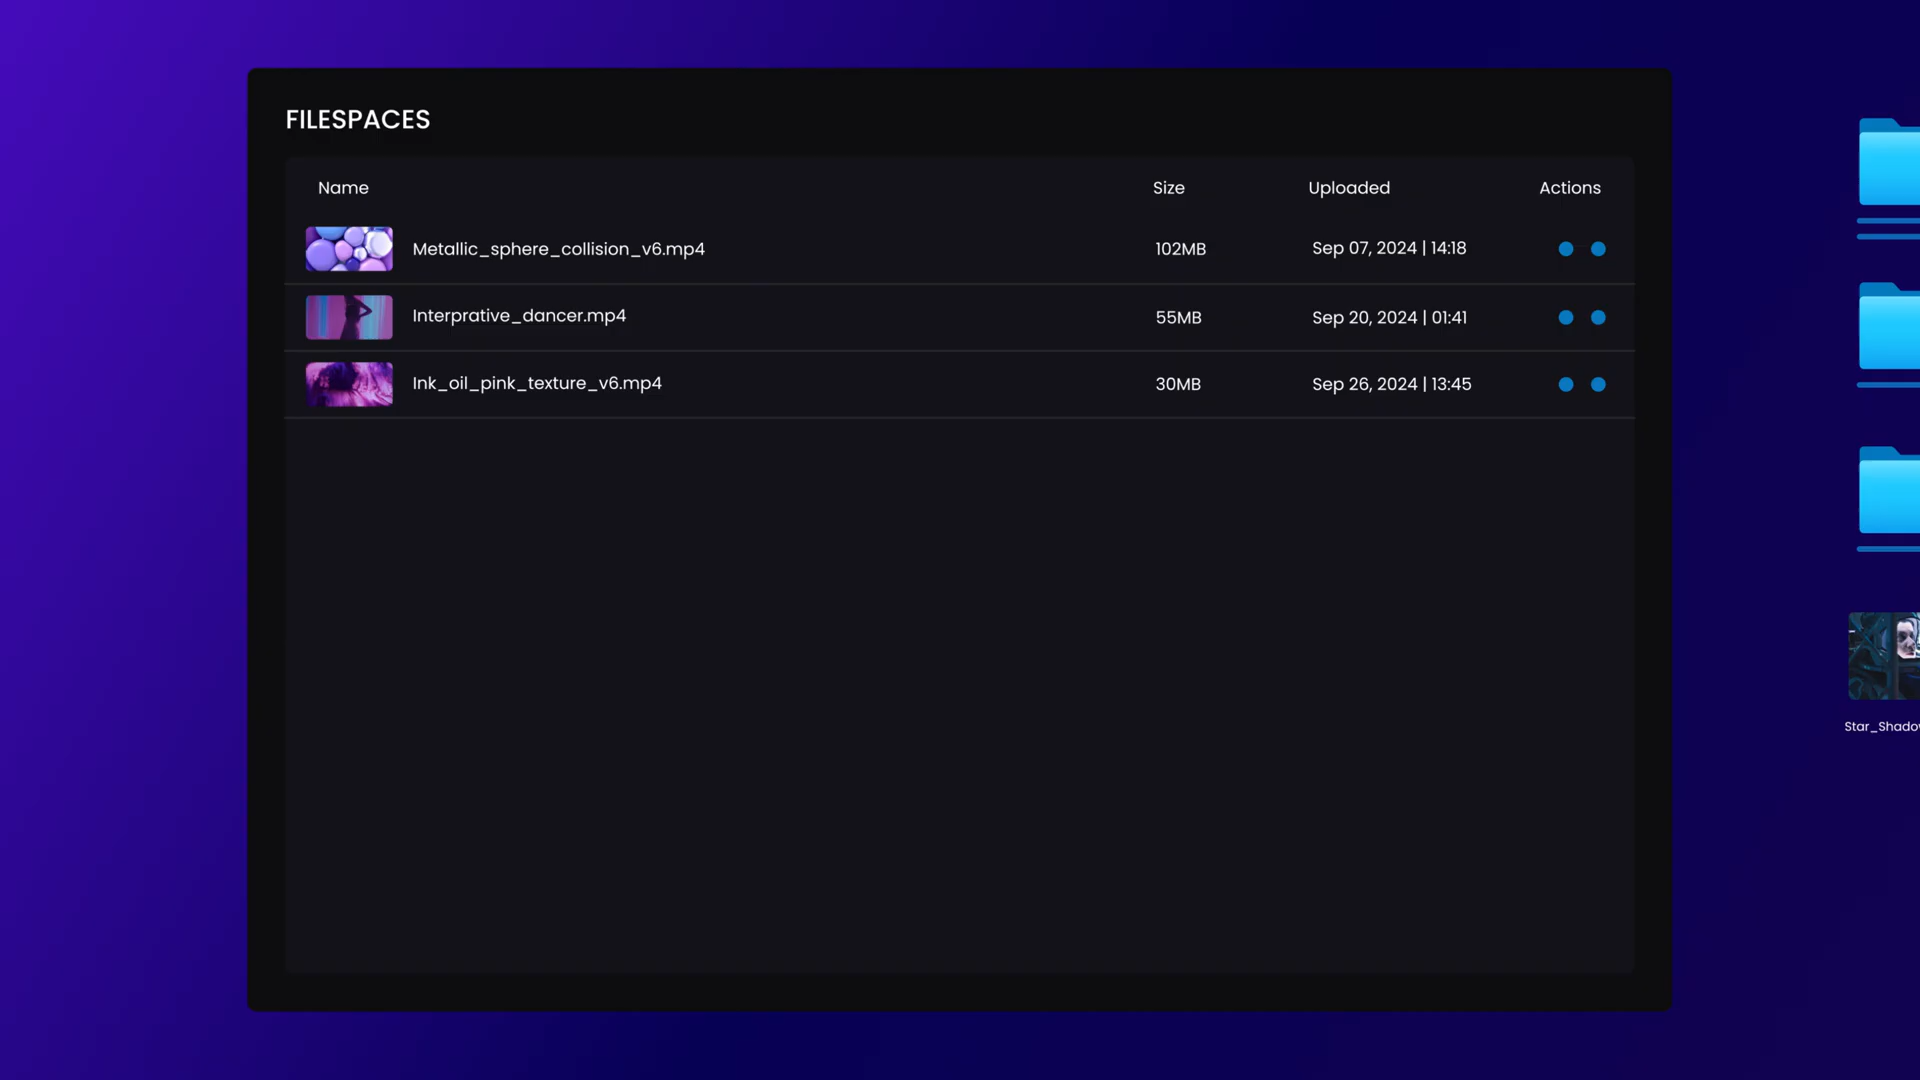 FILESPACES
Name Size Uploaded Actions
Metallic_sphere_collision_v6.mp4 102MB Sep 07, 2024 | 14:18
Interprative_dancer.mp4 55MB Sep 20, 2024 | 01:41
Ink_oil_pink_texture_v6.mp4 30MB Sep 26, 2024 | 13:45